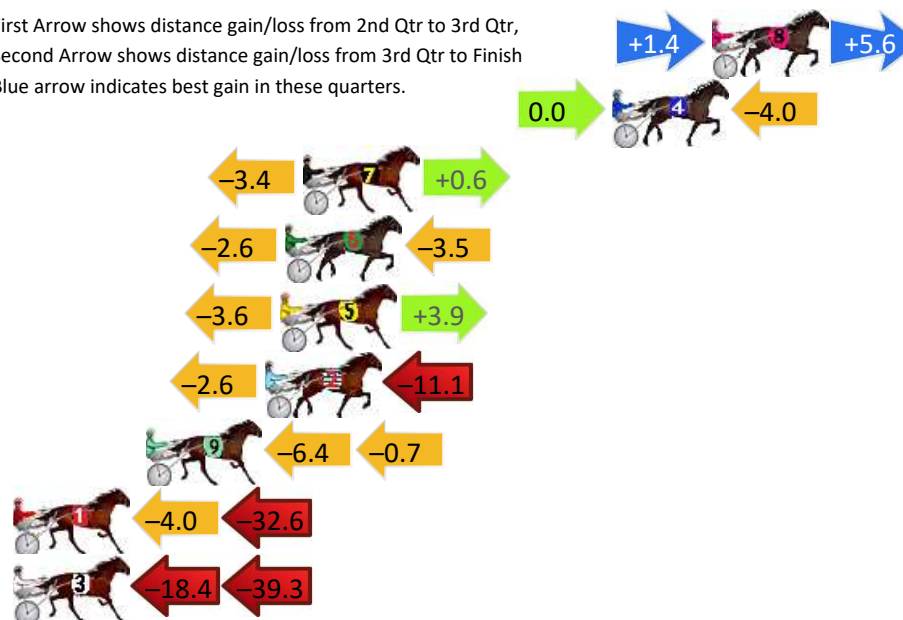 irst Arrow shows distance gain/loss from 2nd Qtr to 3rd Qtr,
econd Arrow shows distance gain/loss from 3rd Qtr to Finish
lue arrow indicates best gain in these quarters.
+1.4 8 +5.6
0.0 4 –4.0
–3.4 7 +0.6
–2.6 6 –3.5
–3.6 5 +3.9
–2.6 2 –11.1
9 –6.4 –0.7
1 –4.0 –32.6
3 –18.4 –39.3